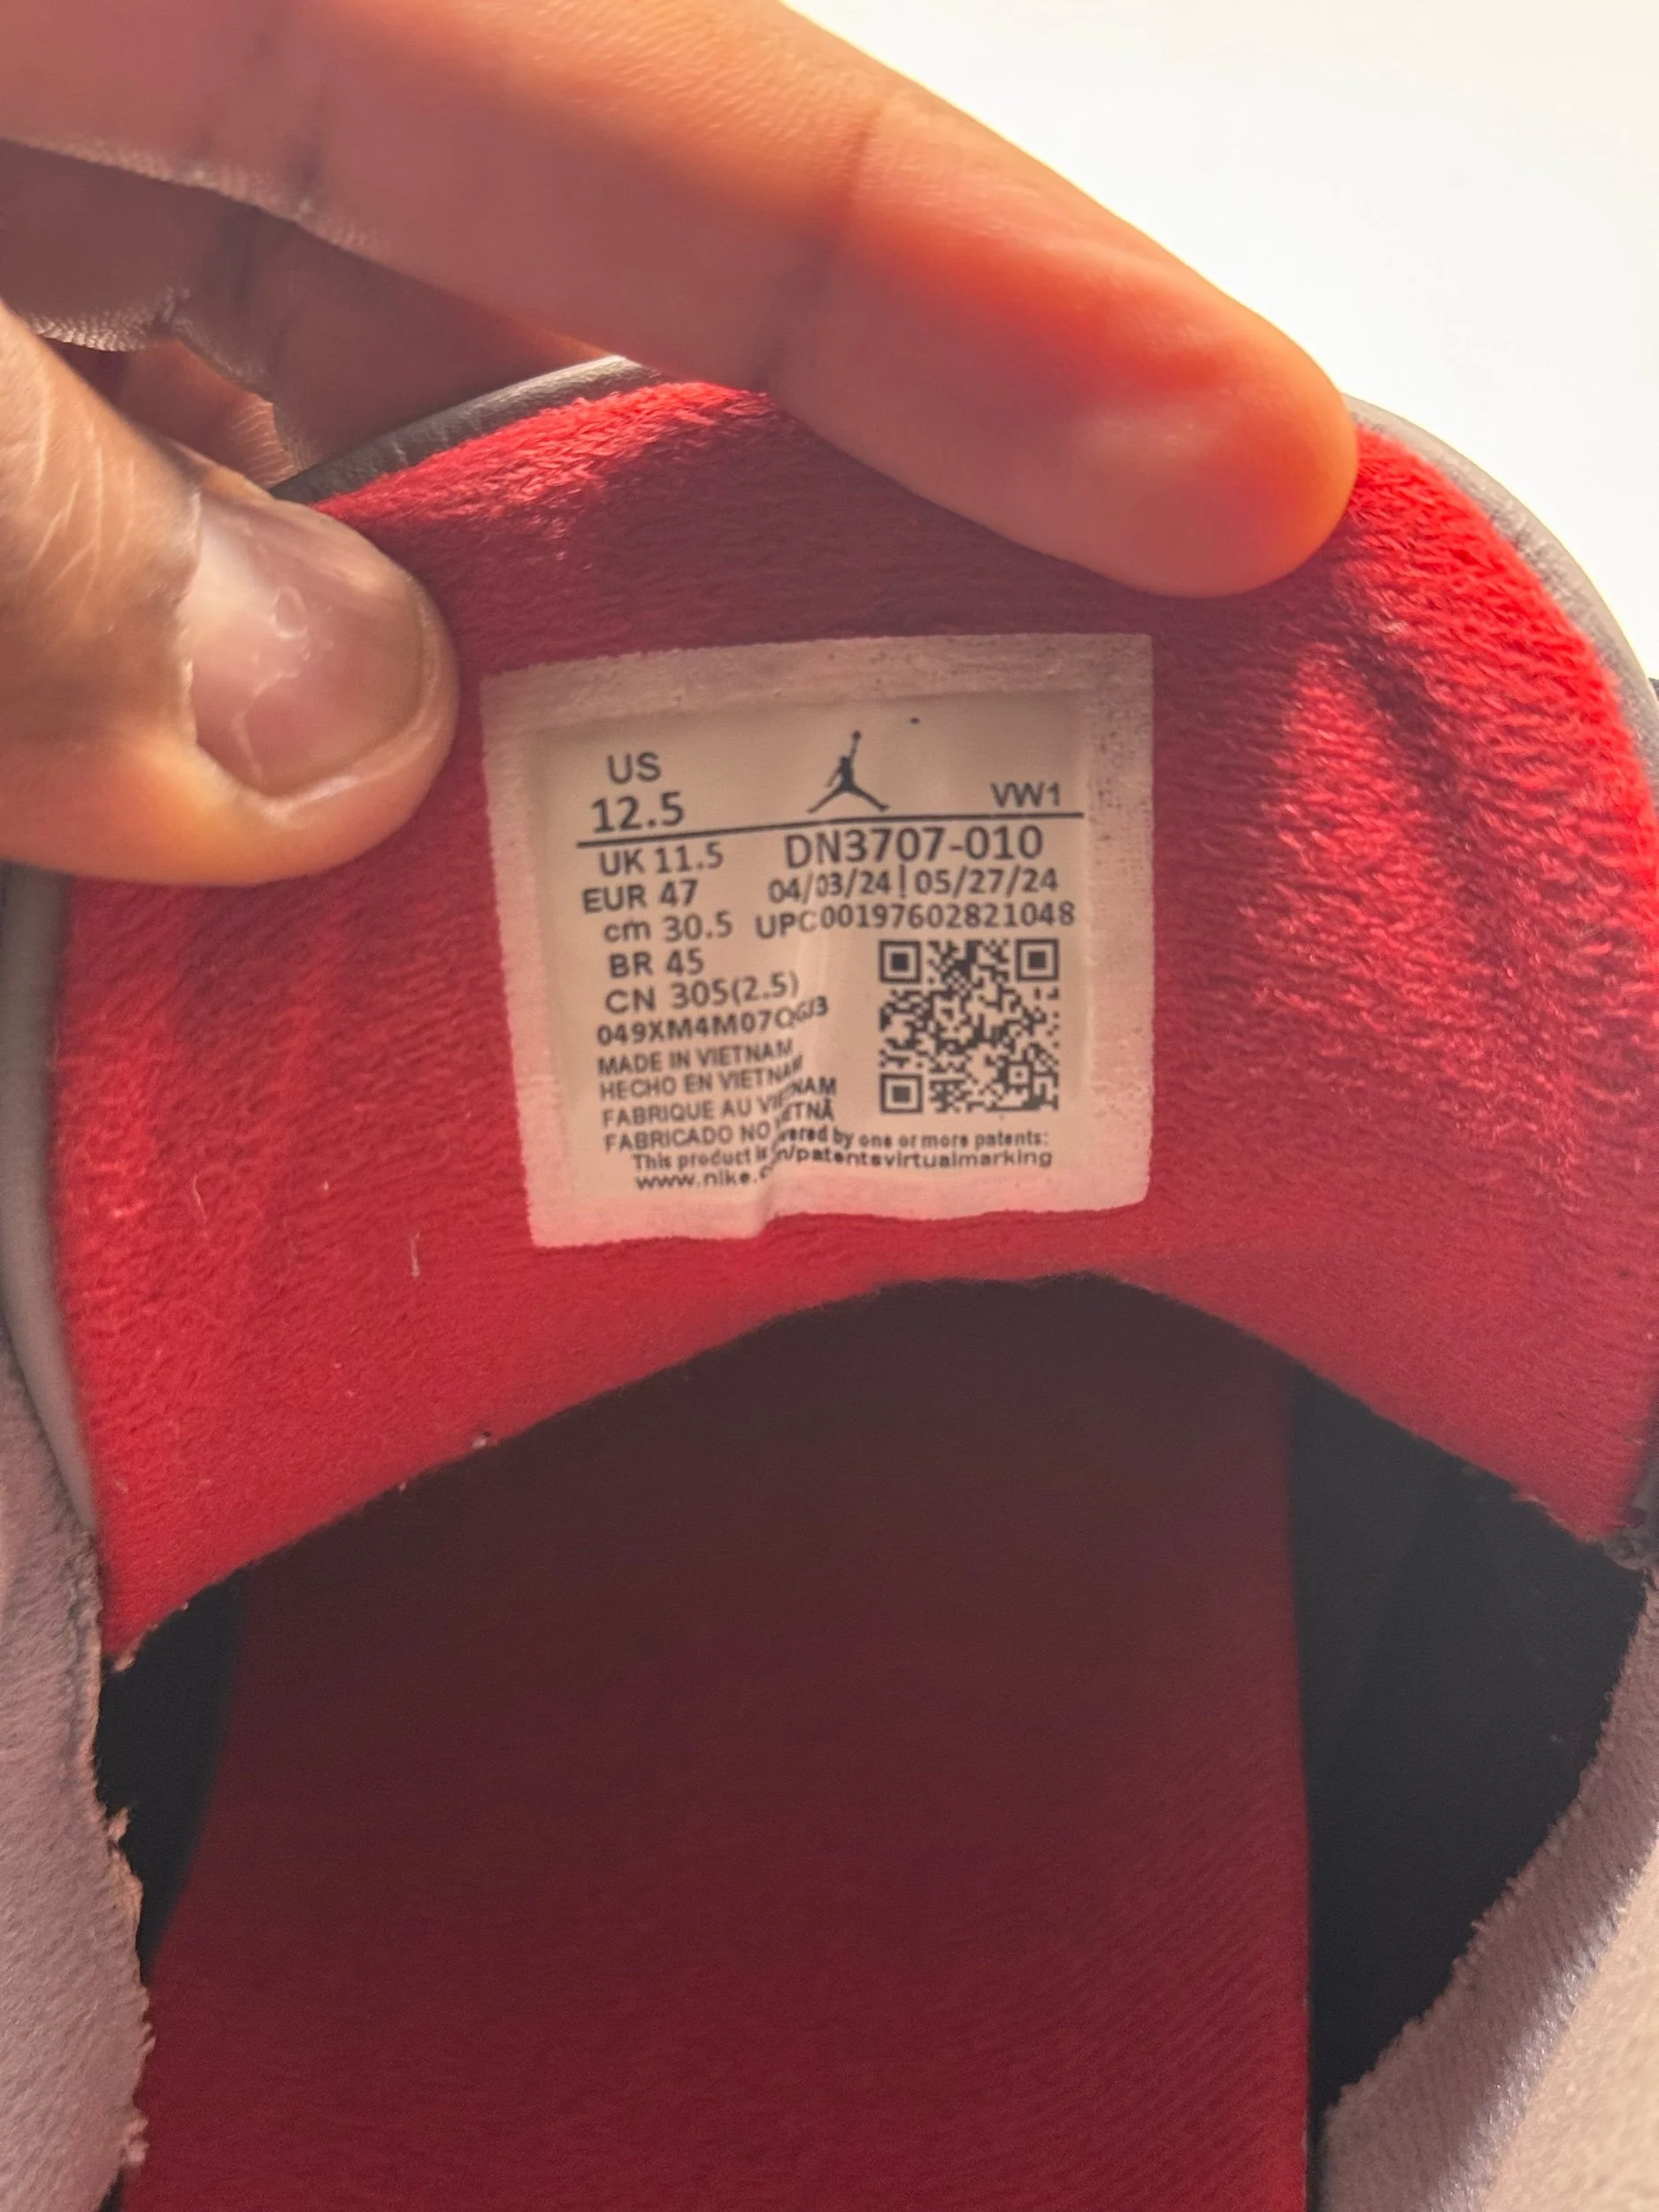 US
12.5 VW1
UK 11.5 DN3707-010
EUR 47 04/03/24 | 05/27/24
cm 30.5 UPC00197602821048
BR 45
CN 305(2.5)
049XM4M07QGJ3
MADE IN VIETNAM
HECHO EN VIETNAM
FABRIQUE AU VIETNAM
FABRICADO NO VIETNÃ
This product is covered by one or more patents:
www.nike.com/patentsvirtualmarking